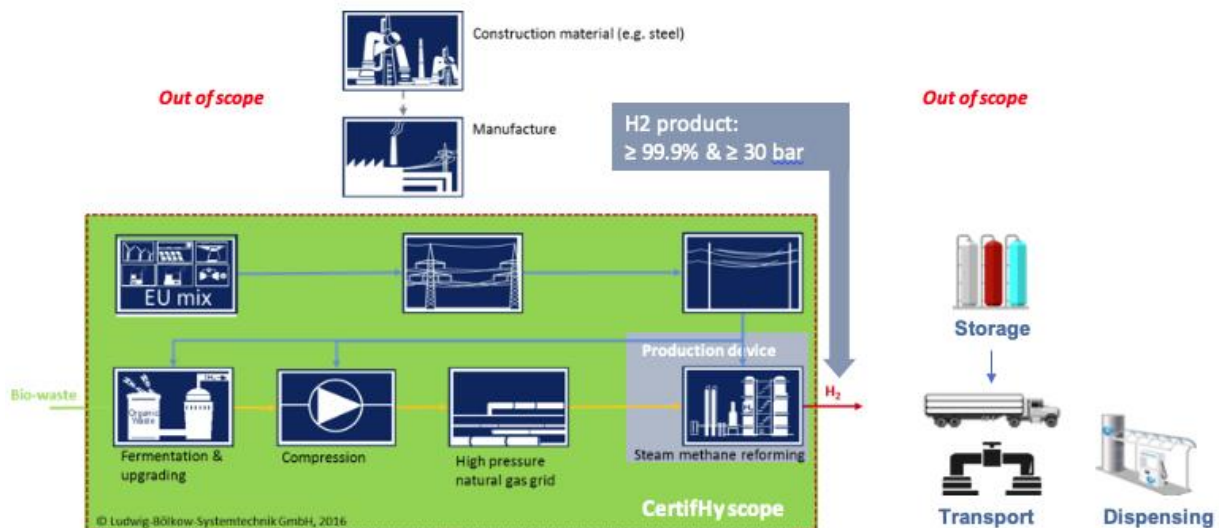 Construction material (e.g. steel)
Out of scope
Out of scope
Manufacture
H2 product:
≥ 99.9% & ≥ 30 bar
EU mix
Storage
Production device
Bio-waste
H₂
Organic
Waste
Fermentation &
upgrading
Compression
High pressure
natural gas grid
Steam methane reforming
CertifHy scope
© Ludwig-Bölkow-Systemtechnik GmbH, 2016
Transport
Dispensing